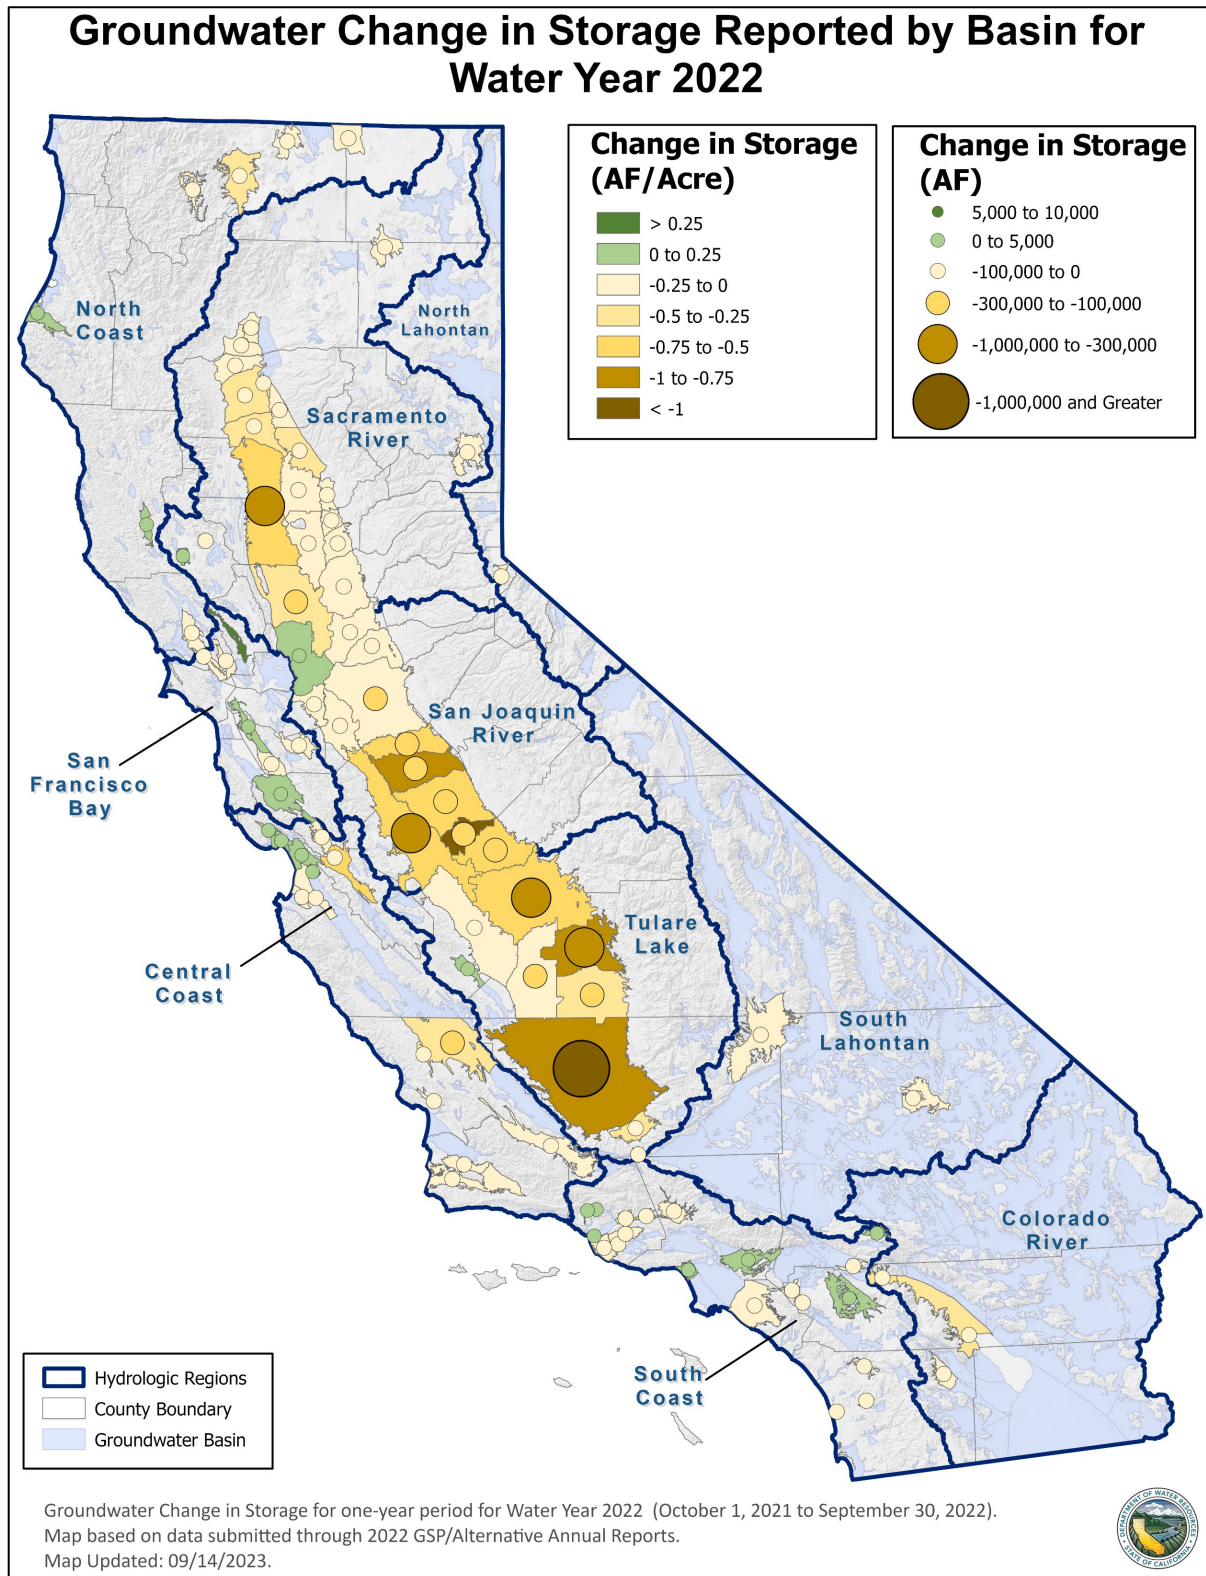 Groundwater Change in Storage Reported by Basin for
Water Year 2022
Change in Storage
(AF/Acre)
> 0.25
0 to 0.25
-0.25 to 0
-0.5 to -0.25
-0.75 to -0.5
-1 to -0.75
< -1
Change in Storage
(AF)
5,000 to 10,000
0 to 5,000
-100,000 to 0
-300,000 to -100,000
-1,000,000 to -300,000
-1,000,000 and Greater
North
Coast
North
Lahontan
Sacramento
River
San Joaquin
River
San
Francisco
Bay
Tulare
Lake
Central
Coast
South
Lahontan
Colorado
River
South
Coast
Hydrologic Regions
County Boundary
Groundwater Basin
Groundwater Change in Storage for one-year period for Water Year 2022 (October 1, 2021 to September 30, 2022).
Map based on data submitted through 2022 GSP/Alternative Annual Reports.
Map Updated: 09/14/2023.
DEPARTMENT OF WATER RESOURCES
STATE OF CALIFORNIA